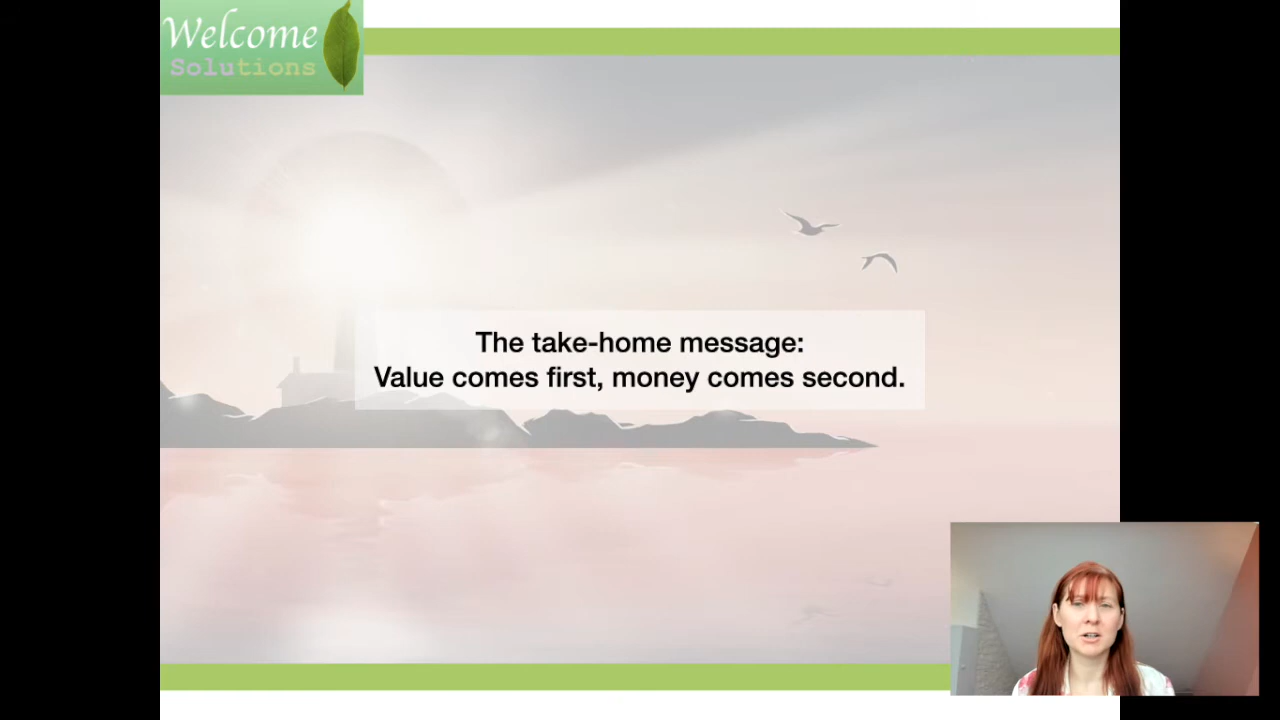 Welcome
Solutions
The take-home message:
Value comes first, money comes second.